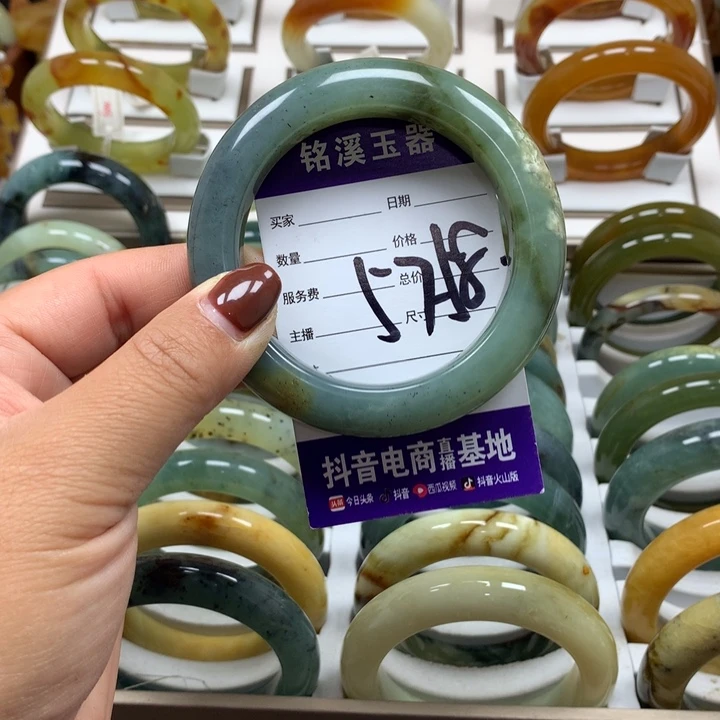 铭溪玉器
买家 日期
数量 价格
服务费 总价
主播 尺寸
抖音电商直播基地
头条 今日头条 抖音 西瓜视频 抖音火山版